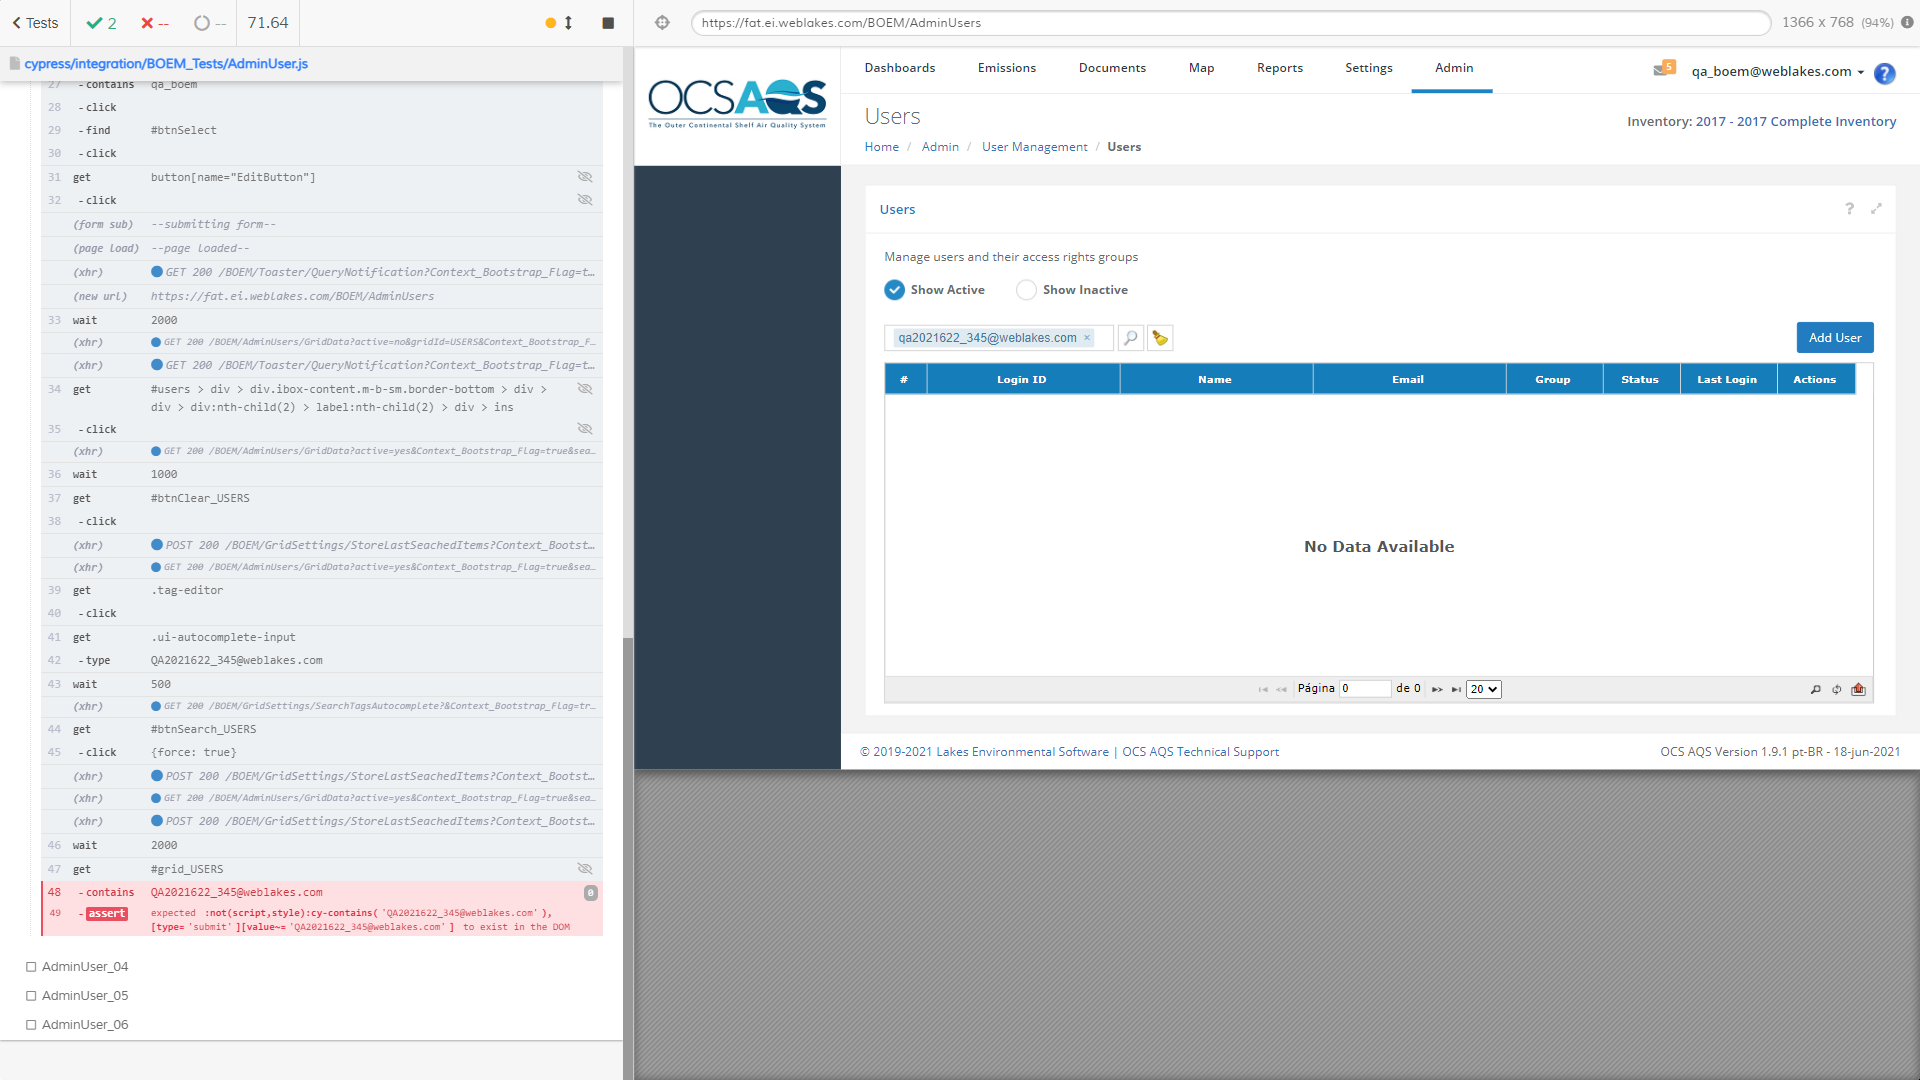 Tests
2
--
--
71.64
cypress/integration/BOEM_Tests/AdminUser.js
27 -contains qa_boem
28 -click
29 -find #btnSelect
30 -click
31 get button[name="EditButton"]
32 -click
(form sub) --submitting form--
(page load) --page loaded--
(xhr) GET 200 /BOEM/Toaster/QueryNotification?Context_Bootstrap_Flag=t...
(new url) https://fat.ei.weblakes.com/BOEM/AdminUsers
33 wait 2000
(xhr) GET 200 /BOEM/AdminUsers/GridData?active=no&gridId=USERS&Context_Bootstrap_F...
(xhr) GET 200 /BOEM/Toaster/QueryNotification?Context_Bootstrap_Flag=t...
34 get #users > div > div.ibox-content.m-b-sm.border-bottom > div >
div > div:nth-child(2) > label:nth-child(2) > div > ins
35 -click
(xhr) GET 200 /BOEM/AdminUsers/GridData?active=yes&Context_Bootstrap_Flag=true&sea...
36 wait 1000
37 get #btnClear_USERS
38 -click
(xhr) POST 200 /BOEM/GridSettings/StoreLastSeachedItems?Context_Bootst...
(xhr) GET 200 /BOEM/AdminUsers/GridData?active=yes&Context_Bootstrap_Flag=true&sea...
39 get .tag-editor
40 -click
41 get .ui-autocomplete-input
42 -type QA2021622_345@weblakes.com
43 wait 500
(xhr) GET 200 /BOEM/GridSettings/SearchTagsAutocomplete?&Context_Bootstrap_Flag=tr...
44 get #btnSearch_USERS
45 -click {force: true}
(xhr) POST 200 /BOEM/GridSettings/StoreLastSeachedItems?Context_Bootst...
(xhr) GET 200 /BOEM/AdminUsers/GridData?active=yes&Context_Bootstrap_Flag=true&sea...
(xhr) POST 200 /BOEM/GridSettings/StoreLastSeachedItems?Context_Bootst...
46 wait 2000
47 get #grid_USERS
48 -contains QA2021622_345@weblakes.com 0
49 -assert expected :not(script,style):cy-contains('QA2021622_345@weblakes.com'),
[type='submit'][value~='QA2021622_345@weblakes.com'] to exist in the DOM
AdminUser_04
AdminUser_05
AdminUser_06
https://fat.ei.weblakes.com/BOEM/AdminUsers
1366 x 768 (94%)
OCSAQS
The Outer Continental Shelf Air Quality System
Dashboards Emissions Documents Map Reports Settings Admin
5
qa_boem@weblakes.com
?
Users
Inventory: 2017 - 2017 Complete Inventory
Home / Admin / User Management / Users
Users
?
Manage users and their access rights groups
Show Active Show Inactive
qa2021622_345@weblakes.com ×
Add User
# Login ID Name Email Group Status Last Login Actions
No Data Available
Página 0 de 0 20
© 2019-2021 Lakes Environmental Software | OCS AQS Technical Support
OCS AQS Version 1.9.1 pt-BR - 18-jun-2021